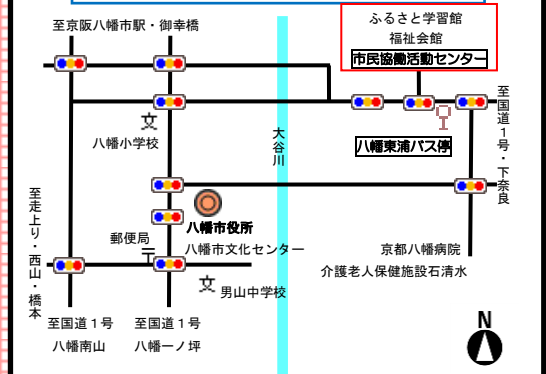 至京阪八幡市駅・御幸橋
ふるさと学習館
福祉会館
市民協働活動センター
至国道1号・下奈良
文
八幡小学校
大谷川
八幡東浦バス停
至走上り・西山・橋本
八幡市役所
郵便局
〒
八幡市文化センター
京都八幡病院
介護老人保健施設石清水
文 男山中学校
至国道1号
八幡南山
至国道1号
八幡一ノ坪
N